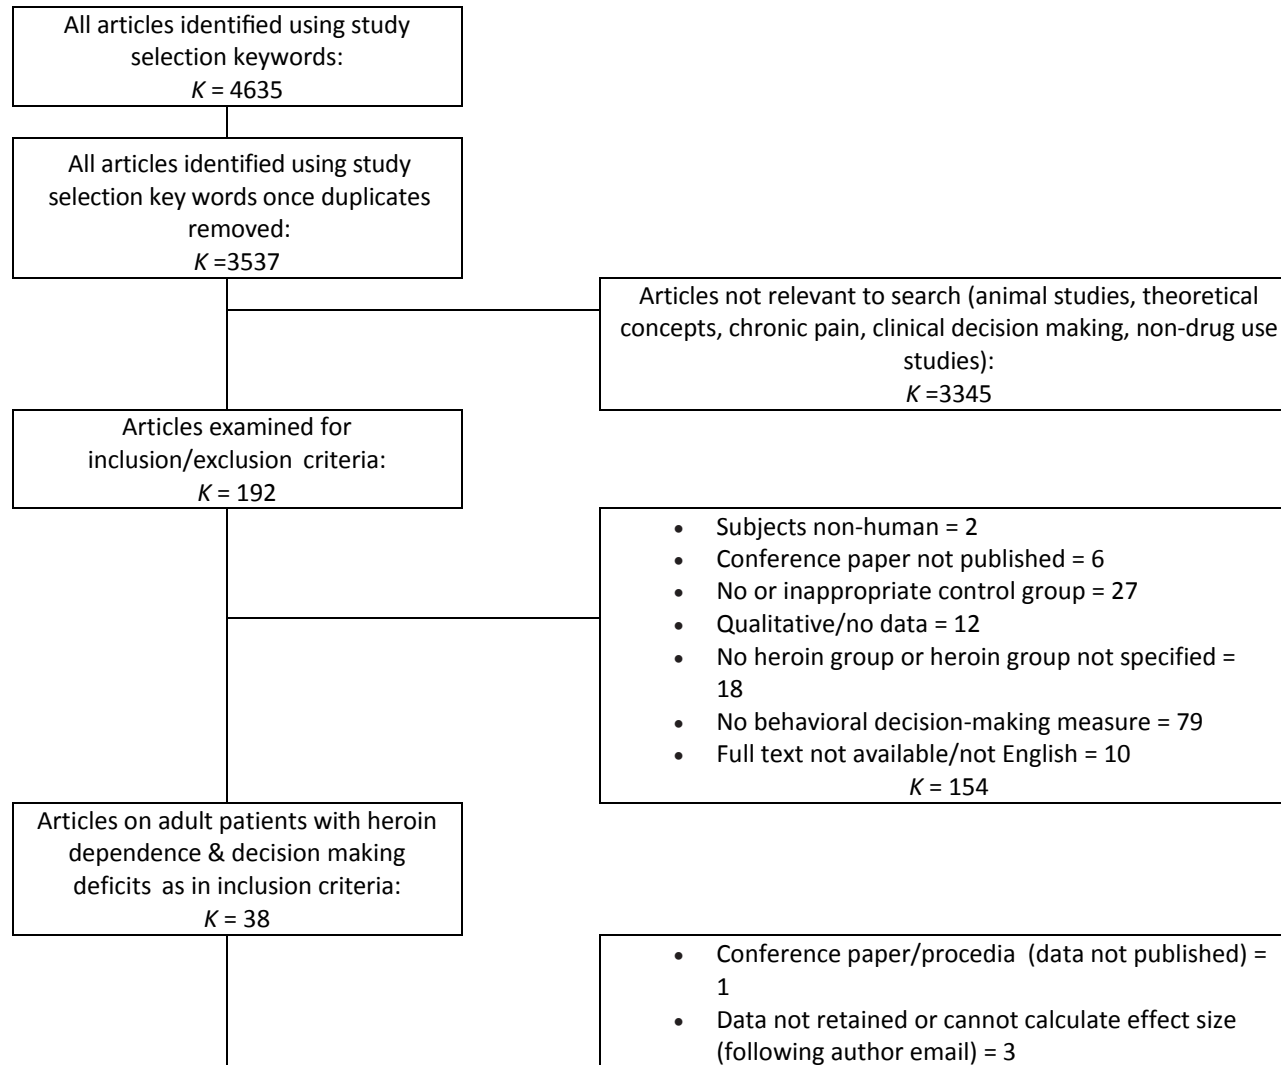 All articles identified using study
selection keywords:
K = 4635
All articles identified using study
selection key words once duplicates
removed:
K =3537
Articles not relevant to search (animal studies, theoretical
concepts, chronic pain, clinical decision making, non-drug use
studies):
K =3345
Articles examined for
inclusion/exclusion criteria:
K = 192
• Subjects non-human = 2
• Conference paper not published = 6
• No or inappropriate control group = 27
• Qualitative/no data = 12
• No heroin group or heroin group not specified =
18
• No behavioral decision-making measure = 79
• Full text not available/not English = 10
K = 154
Articles on adult patients with heroin
dependence & decision making
deficits as in inclusion criteria:
K = 38
• Conference paper/procedia (data not published) =
1
• Data not retained or cannot calculate effect size
(following author email) = 3